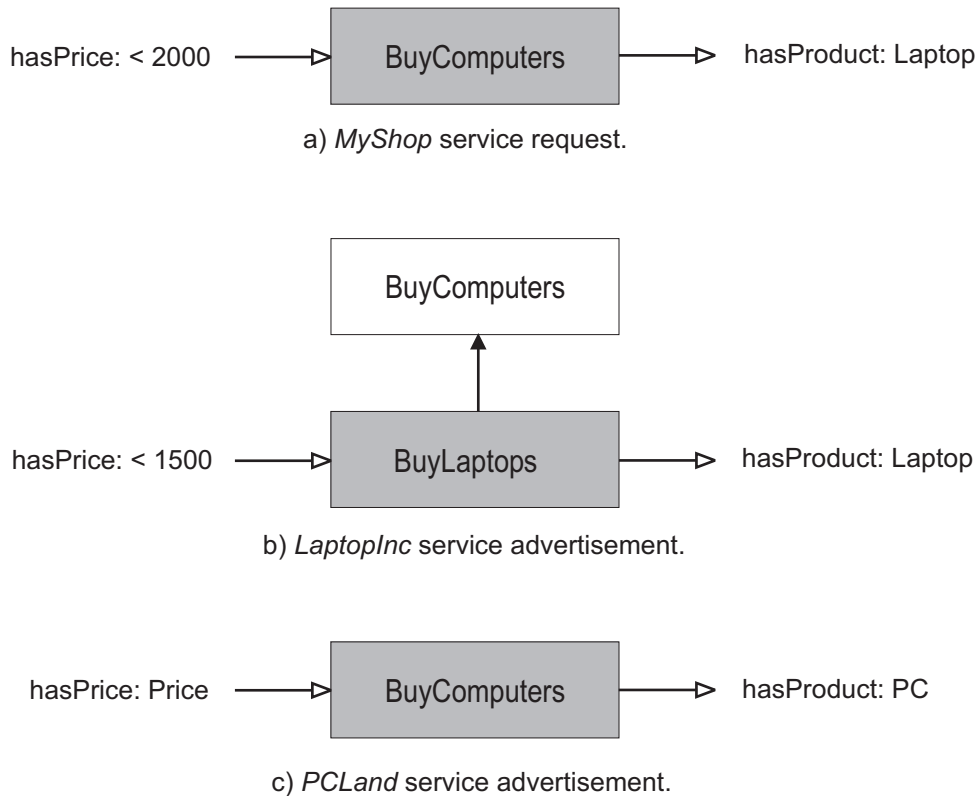 hasPrice: < 2000
BuyComputers
hasProduct: Laptop
a) MyShop service request.
BuyComputers
hasPrice: < 1500
BuyLaptops
hasProduct: Laptop
b) LaptopInc service advertisement.
hasPrice: Price
BuyComputers
hasProduct: PC
c) PCLand service advertisement.